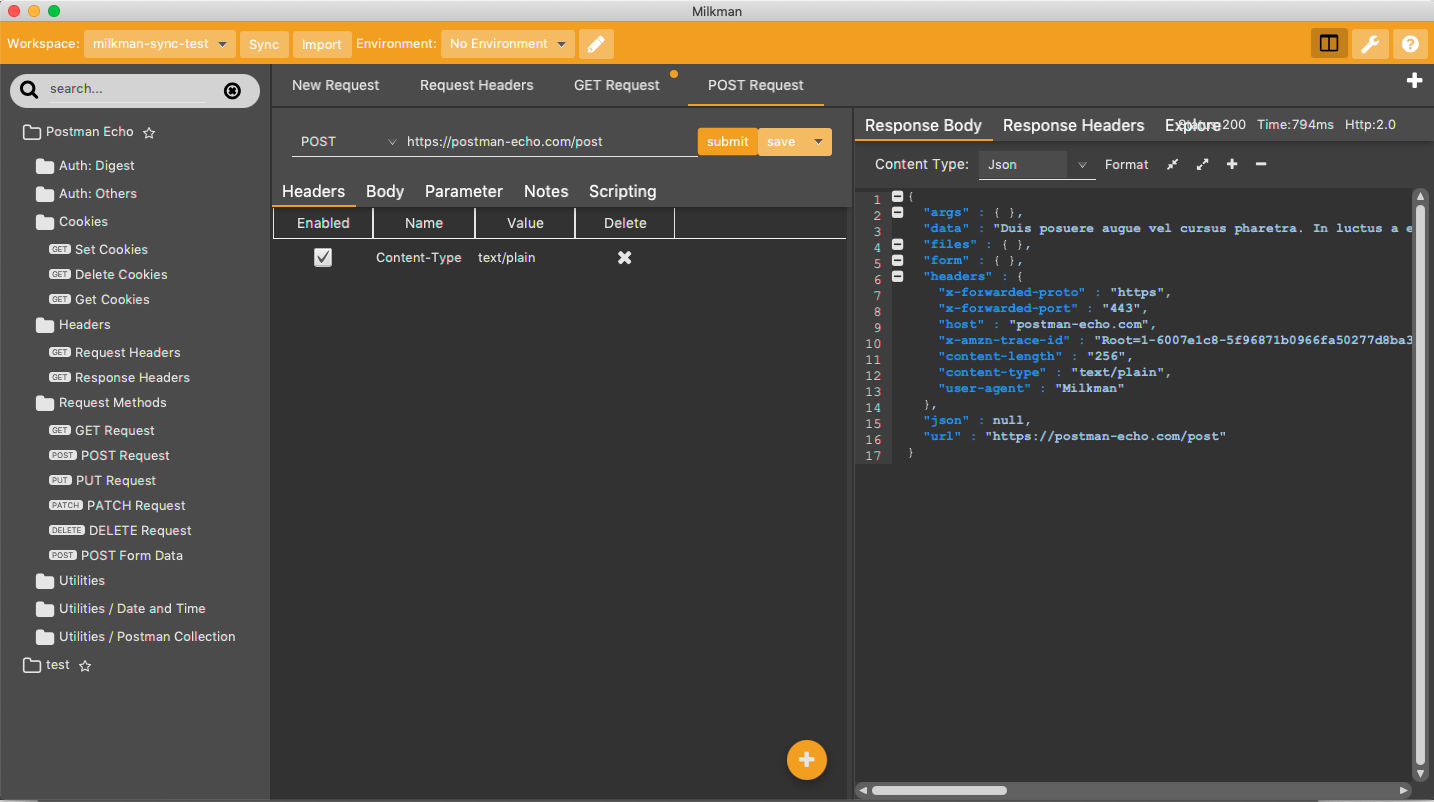 Milkman
Workspace: milkman-sync-test Sync Import Environment: No Environment
search...
Postman Echo
Auth: Digest
Auth: Others
Cookies
GET Set Cookies
GET Delete Cookies
GET Get Cookies
Headers
GET Request Headers
GET Response Headers
Request Methods
GET GET Request
POST POST Request
PUT PUT Request
PATCH PATCH Request
DELETE DELETE Request
POST POST Form Data
Utilities
Utilities / Date and Time
Utilities / Postman Collection
test
New Request Request Headers GET Request POST Request
POST https://postman-echo.com/post submit save
Headers Body Parameter Notes Scripting
Enabled Name Value Delete
Content-Type text/plain
Response Body Response Headers Explore Status:200 Time:794ms Http:2.0
Content Type: Json Format
1 {
2 "args" : { },
3 "data" : "Duis posuere augue vel cursus pharetra. In luctus a e
4 "files" : { },
5 "form" : { },
6 "headers" : {
7 "x-forwarded-proto" : "https",
8 "x-forwarded-port" : "443",
9 "host" : "postman-echo.com",
10 "x-amzn-trace-id" : "Root=1-6007e1c8-5f96871b0966fa50277d8ba3
11 "content-length" : "256",
12 "content-type" : "text/plain",
13 "user-agent" : "Milkman"
14 },
15 "json" : null,
16 "url" : "https://postman-echo.com/post"
17 }